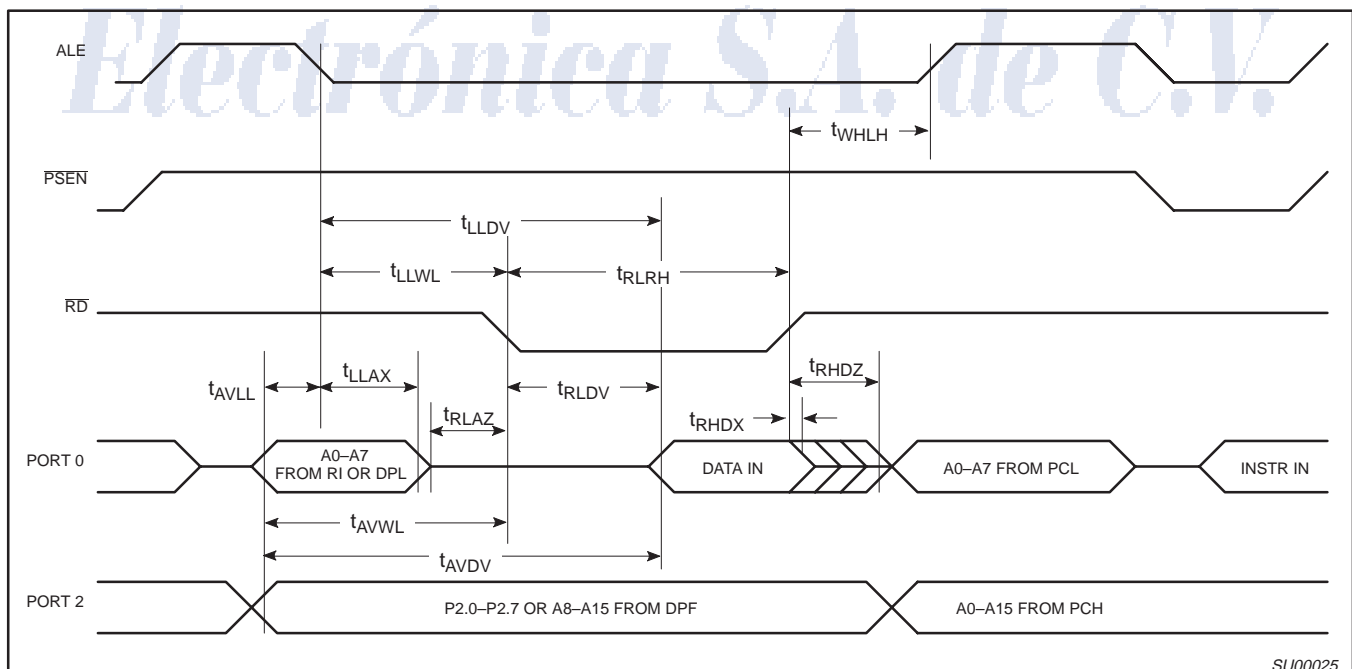 Electrónica S.A. de C.V.
ALE
tWHLH
PSEN
tLLDV
tLLWL
tRLRH
RD
tAVLL
tLLAX
tRLDV
tRHDZ
tRLAZ
tRHDX
PORT 0
A0–A7
FROM RI OR DPL
DATA IN
A0–A7 FROM PCL
INSTR IN
tAVWL
tAVDV
PORT 2
P2.0–P2.7 OR A8–A15 FROM DPF
A0–A15 FROM PCH
SU00025